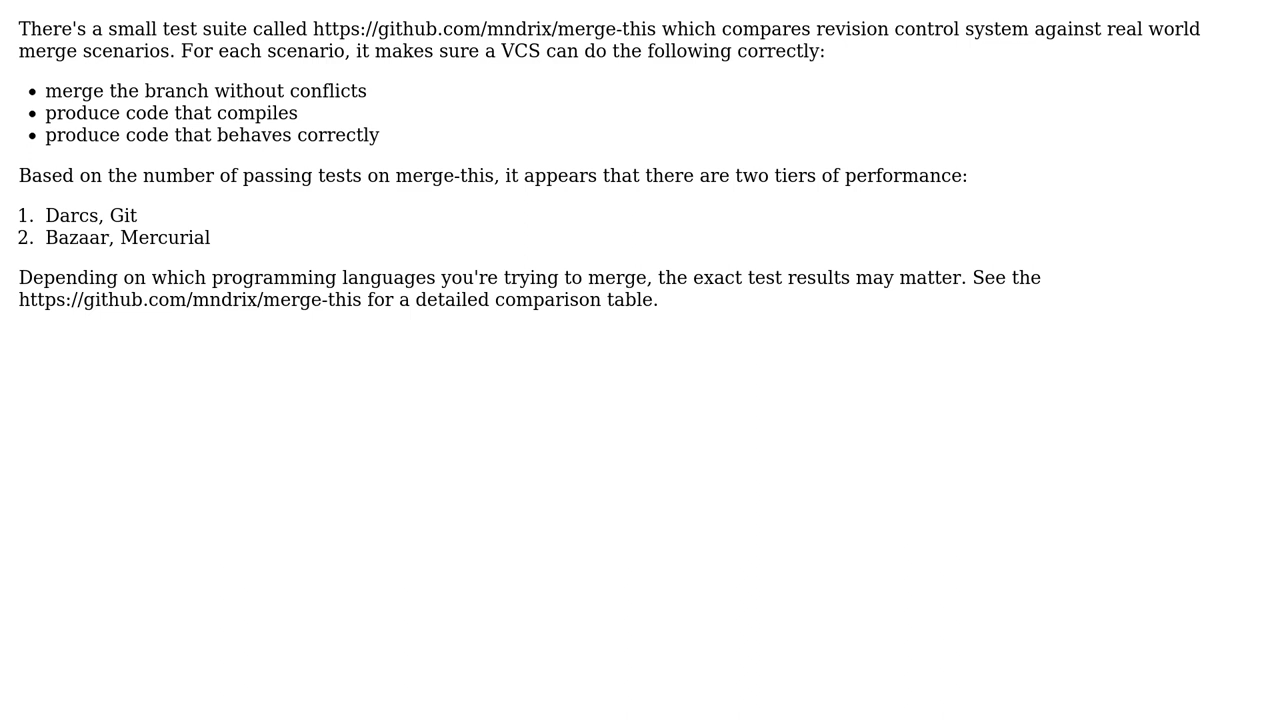 There's a small test suite called https://github.com/mndrix/merge-this which compares revision control system against real world
merge scenarios. For each scenario, it makes sure a VCS can do the following correctly:
• merge the branch without conflicts
• produce code that compiles
• produce code that behaves correctly
Based on the number of passing tests on merge-this, it appears that there are two tiers of performance:
1. Darcs, Git
2. Bazaar, Mercurial
Depending on which programming languages you're trying to merge, the exact test results may matter. See the
https://github.com/mndrix/merge-this for a detailed comparison table.